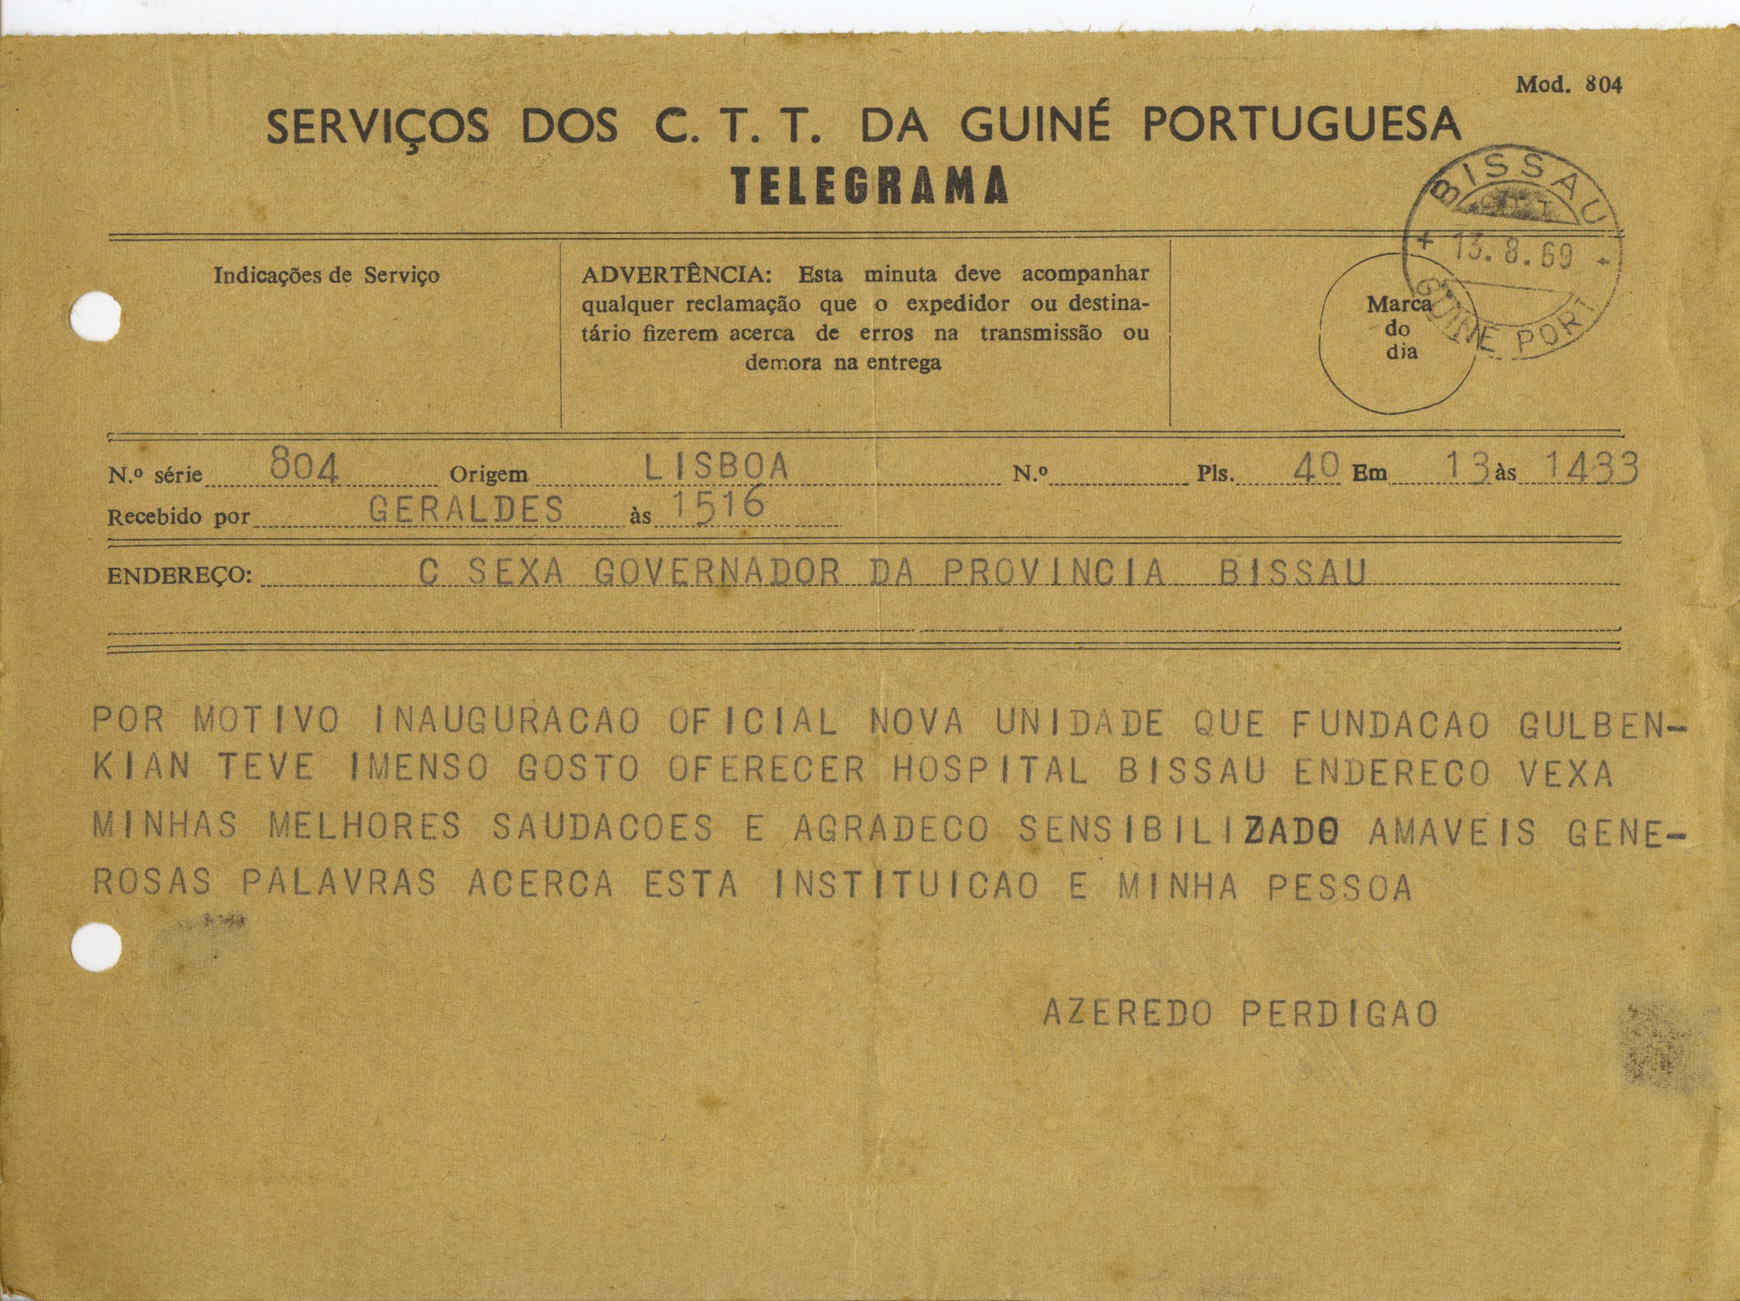 Mod. 804
SERVIÇOS DOS C. T. T. DA GUINÉ PORTUGUESA
TELEGRAMA
BISSAU
13.8.69
GUINÉ PORT.
Indicações de Serviço
ADVERTÊNCIA: Esta minuta deve acompanhar
qualquer reclamação que o expedidor ou destina-
tário fizerem acerca de erros na transmissão ou
demora na entrega
Marca
do
dia
N.º série 804 Origem LISBOA N.º Pls. 40 Em 13 às 1433
Recebido por GERALDES às 1516
ENDEREÇO: C SEXA GOVERNADOR DA PROVINCIA BISSAU
POR MOTIVO INAUGURACAO OFICIAL NOVA UNIDADE QUE FUNDACAO GULBEN-
KIAN TEVE IMENSO GOSTO OFERECER HOSPITAL BISSAU ENDERECO VEXA
MINHAS MELHORES SAUDACOES E AGRADECO SENSIBILIZADO AMAVEIS GENE-
ROSAS PALAVRAS ACERCA ESTA INSTITUICAO E MINHA PESSOA
AZEREDO PERDIGAO